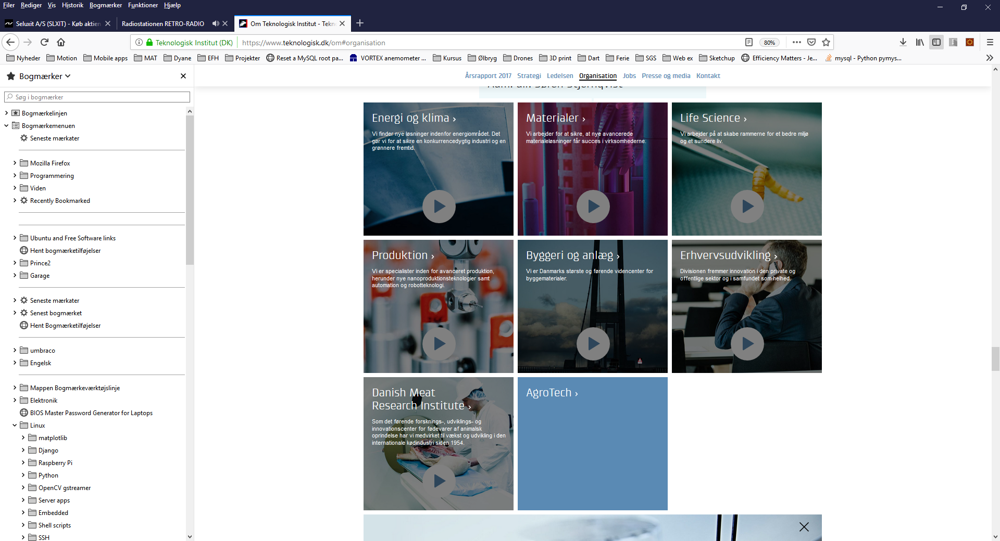 Filer Rediger Vis Historik Bogmærker Funktioner Hjælp
Seluxit A/S (SLXIT) - Køb aktien
Radiostationen RETRO-RADIO
Om Teknologisk Institut - Tekn
Teknologisk Institut (DK)
https://www.teknologisk.dk/om#organisation
80%
Nyheder Motion Mobile apps MAT Dyane EFH Projekter Reset a MySQL root pa... VORTEX anemometer ... Kursus Ølbryg Drones 3D print Dart Ferie SGS Web ex Sketchup Efficiency Matters - Je... mysql - Python pymys...
Bogmærker
Søg i bogmærker
Bogmærkelinjen
Bogmærkemenuen
Seneste mærkater
Mozilla Firefox
Programmering
Viden
Recently Bookmarked
Ubuntu and Free Software links
Hent bogmærketilføjelser
Prince2
Garage
Seneste mærkater
Senest bogmærket
Hent Bogmærketilføjelser
umbraco
Engelsk
Mappen Bogmærkeværktøjslinje
Elektronik
BIOS Master Password Generator for Laptops
Linux
matplotlib
Django
Raspberry Pi
Python
OpenCV gstreamer
Server apps
Embedded
Shell scripts
SSH
Årsrapport 2017 Strategi Ledelsen Organisation Jobs Presse og media Kontakt
Adm. dir. Søren Stjernqvist
Energi og klima ›
Vi finder nye løsninger indenfor energiområdet. Det
gør vi for at sikre en konkurrencedygtig industri og en
grønnere fremtid.
Materialer ›
Vi arbejder for at sikre, at nye avancerede
materialeløsninger får succes i virksomhederne.
Life Science ›
Vi arbejder på at skabe rammerne for et bedre miljø
og et sundere liv.
Produktion ›
Vi er specialister inden for avanceret produktion,
herunder nye nanoproduktionsteknologier samt
automation og robotteknologi.
Byggeri og anlæg ›
Vi er Danmarks største og førende videncenter for
byggematerialer.
Erhvervsudvikling ›
Divisionen fremmer innovation i den private og
offentlige sektor og i samfundet som helhed.
Danish Meat
Research Institute ›
Som det førende forsknings-, udviklings- og
innovationscenter for fødevarer af animalsk
oprindelse har vi medvirket til vækst og udvikling i den
internationale kødindustri siden 1954.
AgroTech ›